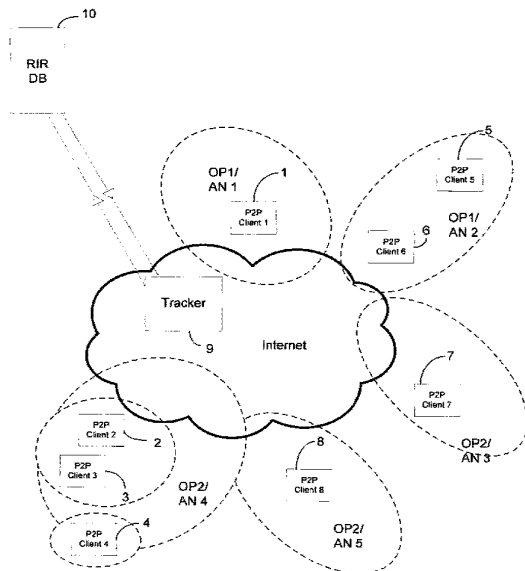 10
RIR
DB
5
OP1/
AN 1
1
P2P
Client 5
P2P
Client 1
OP1/
AN 2
6
P2P
Client 6
Tracker
9
Internet
7
P2P
Client 7
OP2/
AN 3
P2P
Client 2
2
8
P2P
Client 3
3
OP2/
AN 4
P2P
Client 8
4
P2P
Client 4
OP2/
AN 5